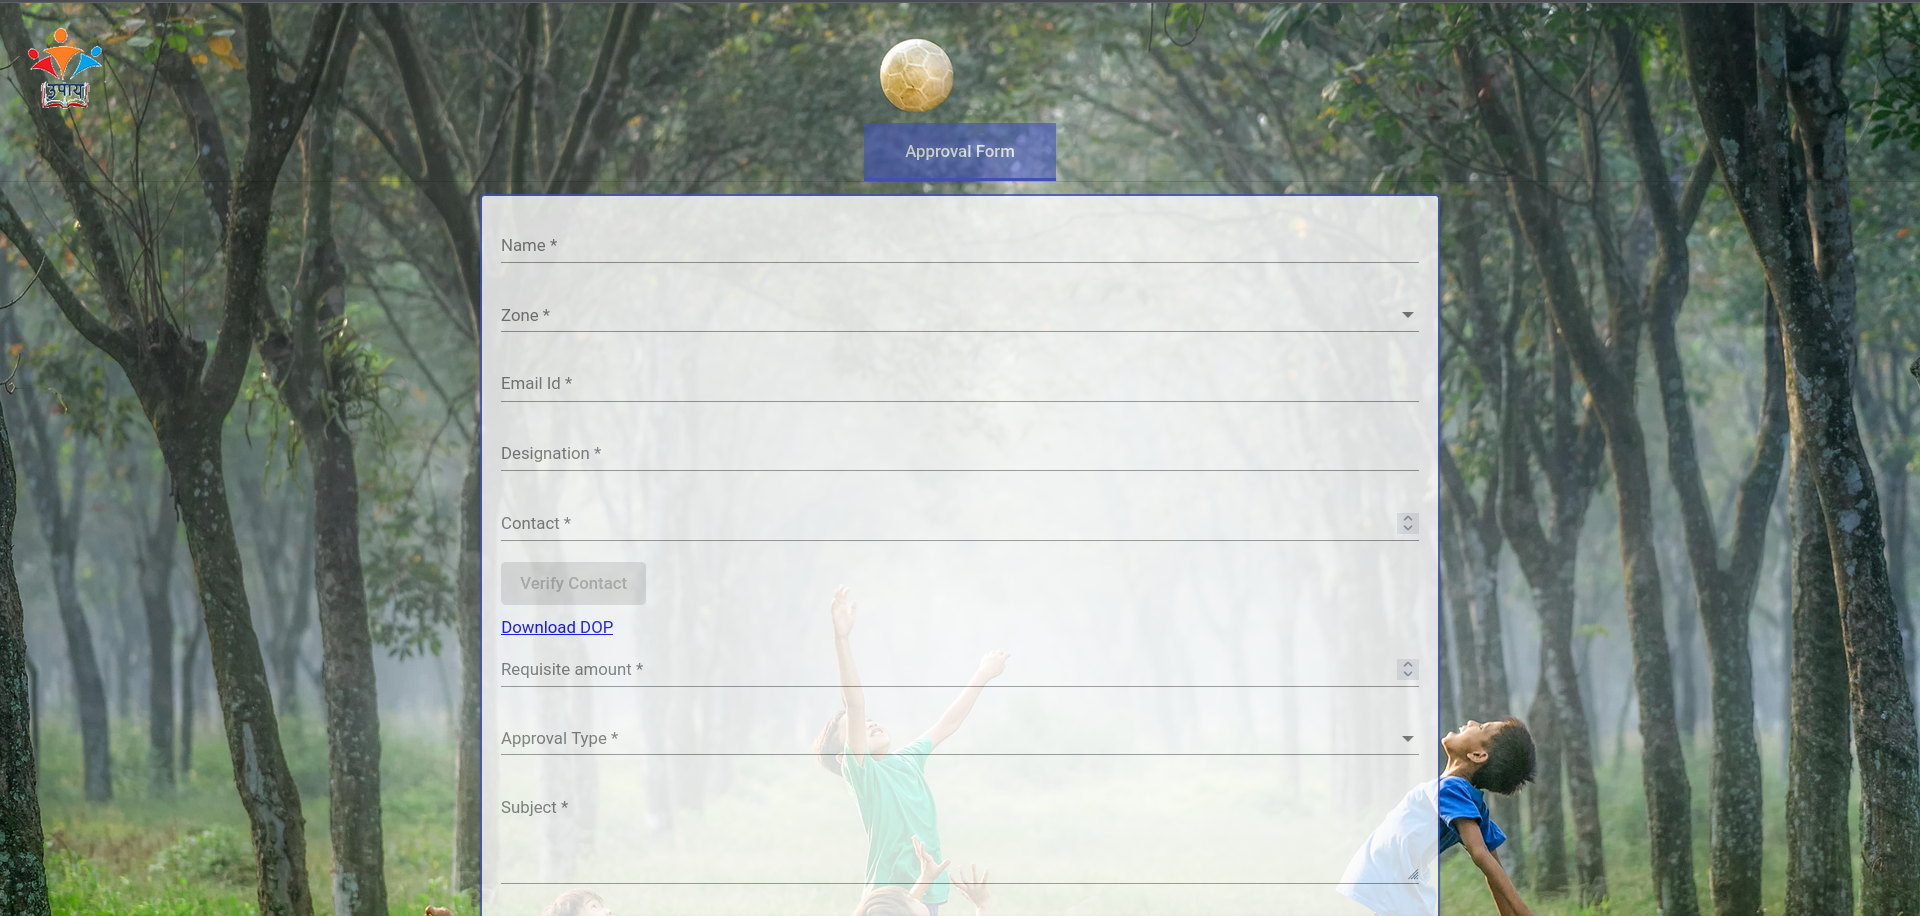 उपाय
Approval Form
Name *
Zone *
Email Id *
Designation *
Contact *
Verify Contact
Download DOP
Requisite amount *
Approval Type *
Subject *